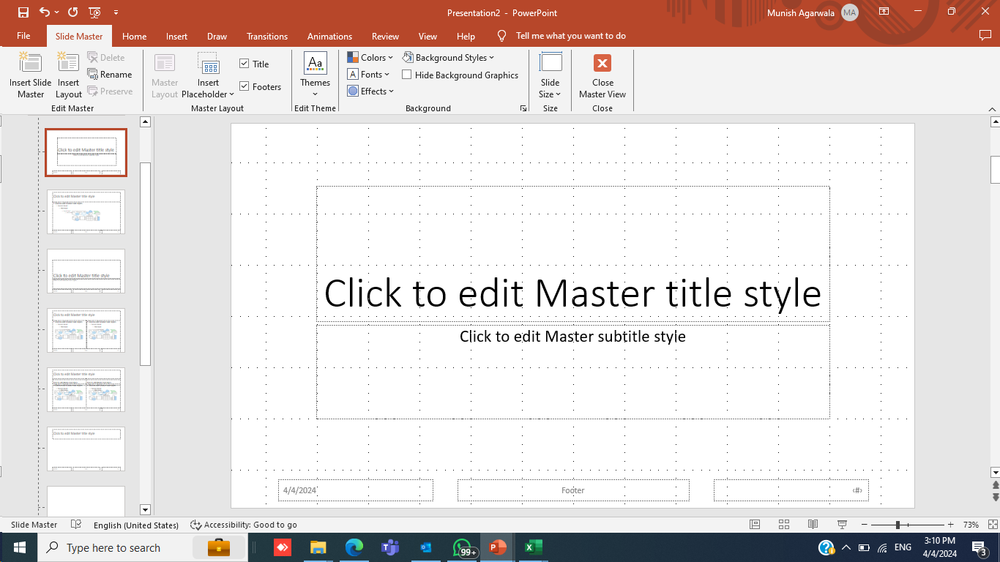 Presentation2 - PowerPoint
Munish Agarwala
MA
File
Slide Master
Home
Insert
Draw
Transitions
Animations
Review
View
Help
Tell me what you want to do
Insert Slide Master
Insert Layout
Delete
Rename
Preserve
Edit Master
Master Layout
Insert Placeholder
Title
Footers
Master Layout
Aa
Themes
Edit Theme
Colors
A Fonts
Effects
Background Styles
Hide Background Graphics
Background
Slide Size
Size
Close Master View
Close
Click to edit Master title style
Click to edit Master title style
Click to edit Master title style
Click to edit Master title style
Click to edit Master title style
Click to edit Master title style
Click to edit Master title style
Click to edit Master subtitle style
4/4/2024
Footer
‹#›
Slide Master
English (United States)
Accessibility: Good to go
73%
Type here to search
99+
ENG
3:10 PM
4/4/2024
3